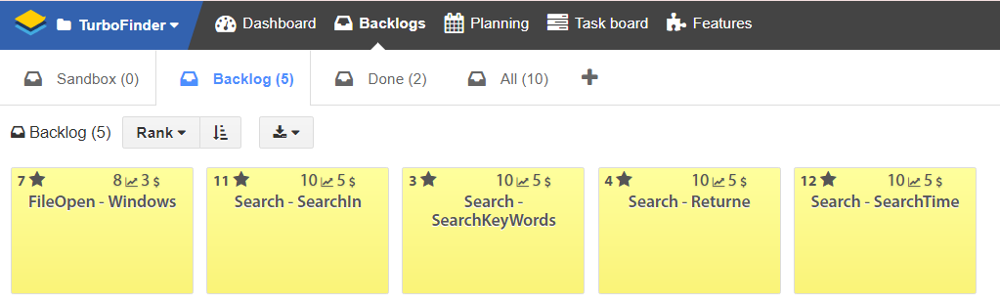 TurboFinder Dashboard Backlogs Planning Task board Features
Sandbox (0) Backlog (5) Done (2) All (10)
Backlog (5) Rank
7 8 3 $ 11 10 5 $ 3 10 5 $ 4 10 5 $ 12 10 5 $
FileOpen - Windows Search - SearchIn Search - Search - Returne Search - SearchTime
SearchKeyWords